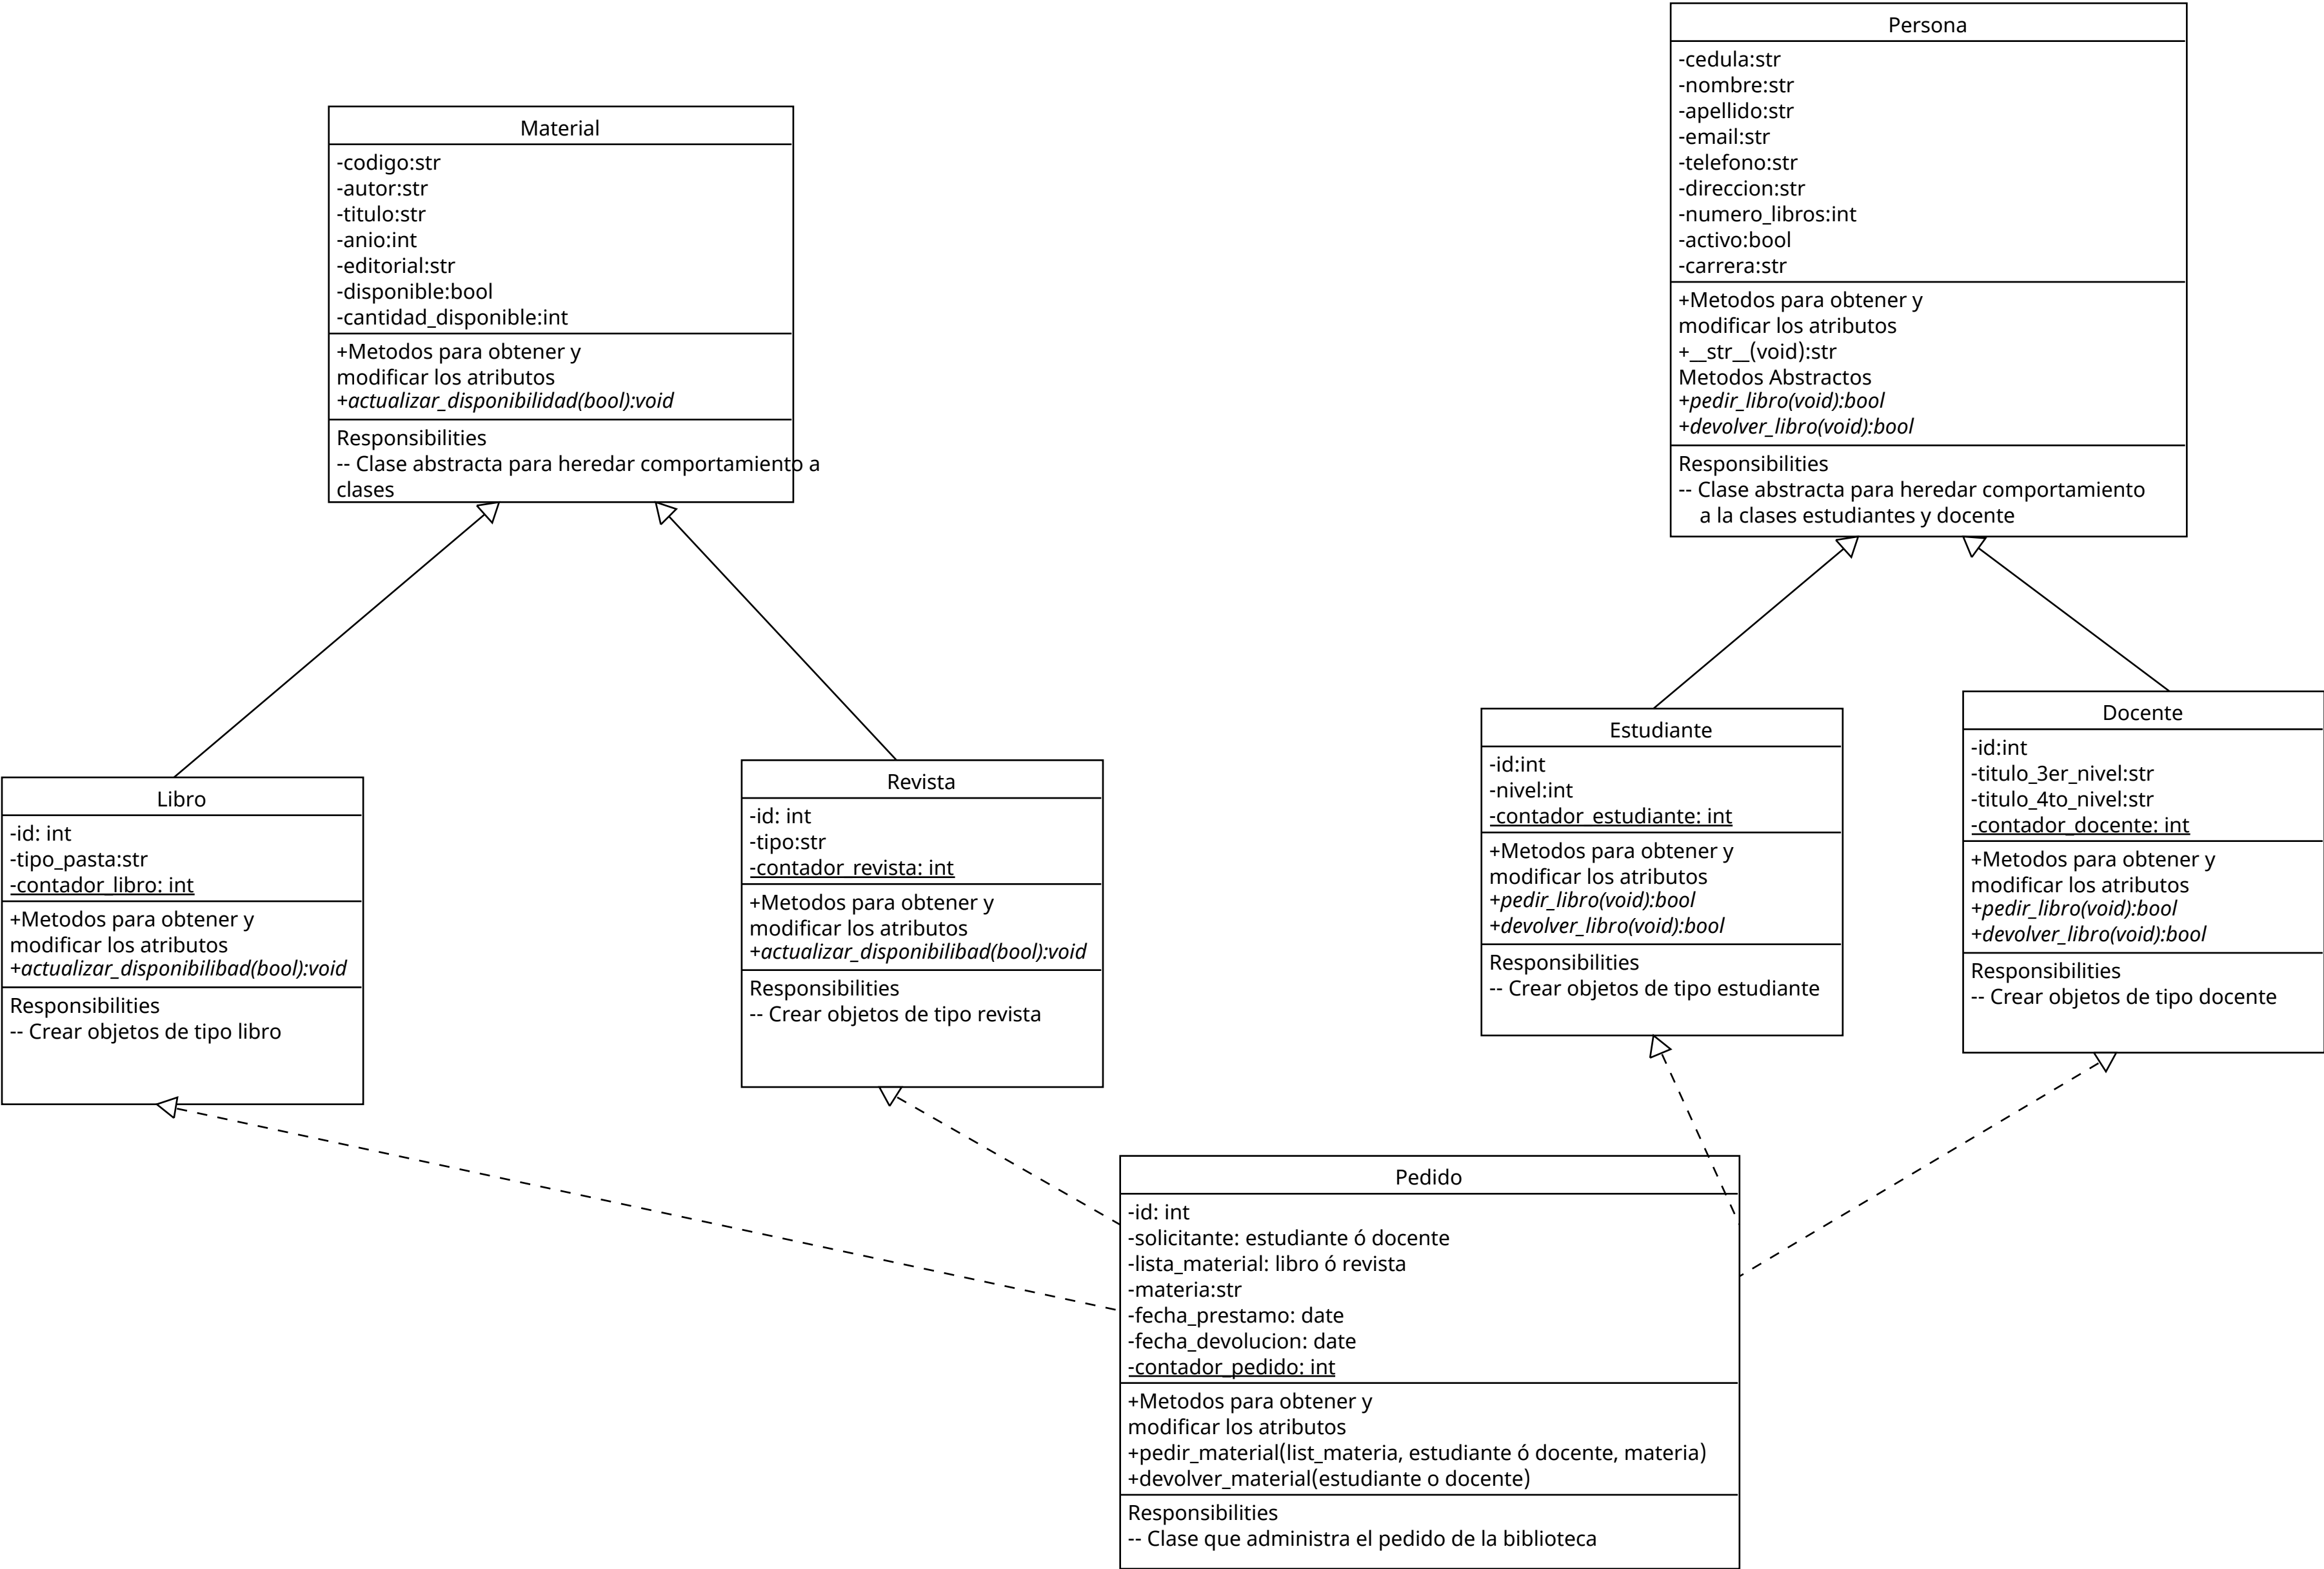 Persona
-cedula:str
-nombre:str
-apellido:str
-email:str
-telefono:str
-direccion:str
-numero_libros:int
-activo:bool
-carrera:str
+Metodos para obtener y
modificar los atributos
+__str__(void):str
Metodos Abstractos
+pedir_libro(void):bool
+devolver_libro(void):bool
Responsibilities
-- Clase abstracta para heredar comportamiento
a la clases estudiantes y docente
Material
-codigo:str
-autor:str
-titulo:str
-anio:int
-editorial:str
-disponible:bool
-cantidad_disponible:int
+Metodos para obtener y
modificar los atributos
+actualizar_disponibilidad(bool):void
Responsibilities
-- Clase abstracta para heredar comportamiento a
clases
Libro
-id: int
-tipo_pasta:str
-contador_libro: int
+Metodos para obtener y
modificar los atributos
+actualizar_disponibilibad(bool):void
Responsibilities
-- Crear objetos de tipo libro
Revista
-id: int
-tipo:str
-contador_revista: int
+Metodos para obtener y
modificar los atributos
+actualizar_disponibilibad(bool):void
Responsibilities
-- Crear objetos de tipo revista
Estudiante
-id:int
-nivel:int
-contador_estudiante: int
+Metodos para obtener y
modificar los atributos
+pedir_libro(void):bool
+devolver_libro(void):bool
Responsibilities
-- Crear objetos de tipo estudiante
Docente
-id:int
-titulo_3er_nivel:str
-titulo_4to_nivel:str
-contador_docente: int
+Metodos para obtener y
modificar los atributos
+pedir_libro(void):bool
+devolver_libro(void):bool
Responsibilities
-- Crear objetos de tipo docente
Pedido
-id: int
-solicitante: estudiante ó docente
-lista_material: libro ó revista
-materia:str
-fecha_prestamo: date
-fecha_devolucion: date
-contador_pedido: int
+Metodos para obtener y
modificar los atributos
+pedir_material(list_materia, estudiante ó docente, materia)
+devolver_material(estudiante o docente)
Responsibilities
-- Clase que administra el pedido de la biblioteca